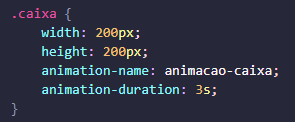 .caixa {
    width: 200px;
    height: 200px;
    animation-name: animacao-caixa;
    animation-duration: 3s;
}